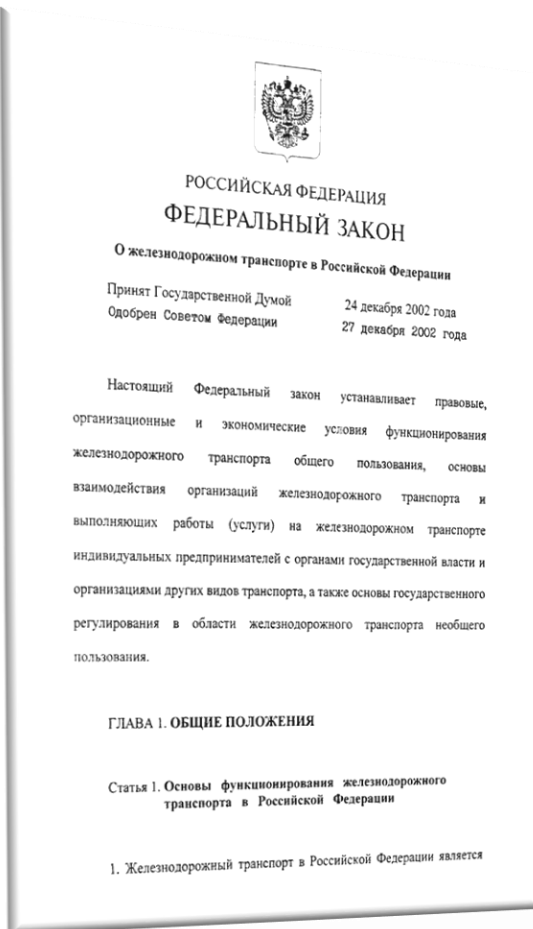 РОССИЙСКАЯ ФЕДЕРАЦИЯ
ФЕДЕРАЛЬНЫЙ ЗАКОН
О железнодорожном транспорте в Российской Федерации
Принят Государственной Думой 24 декабря 2002 года
Одобрен Советом Федерации 27 декабря 2002 года
Настоящий Федеральный закон устанавливает правовые,
организационные и экономические условия функционирования
железнодорожного транспорта общего пользования, основы
взаимодействия организаций железнодорожного транспорта и
выполняющих работы (услуги) на железнодорожном транспорте
индивидуальных предпринимателей с органами государственной власти и
организациями других видов транспорта, а также основы государственного
регулирования в области железнодорожного транспорта необщего
пользования.
ГЛАВА 1. ОБЩИЕ ПОЛОЖЕНИЯ
Статья 1. Основы функционирования железнодорожного
транспорта в Российской Федерации
1. Железнодорожный транспорт в Российской Федерации является